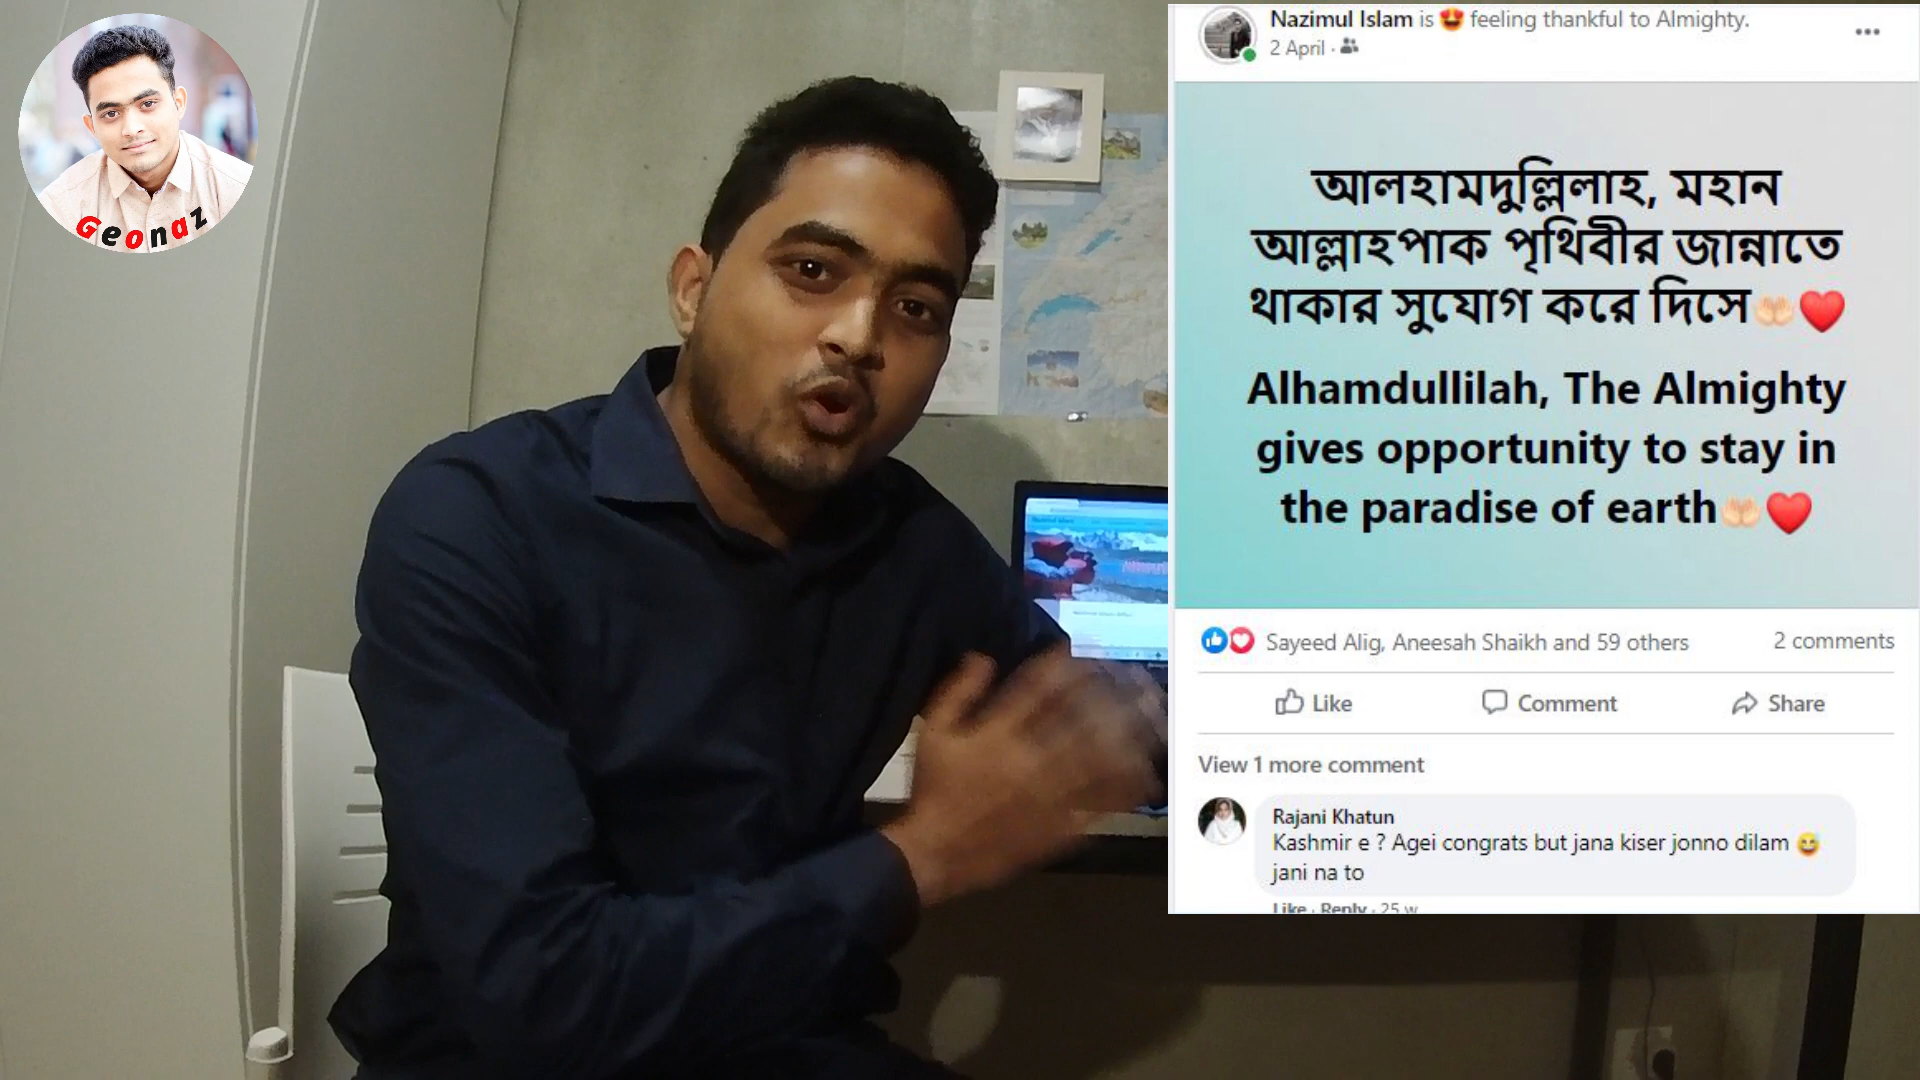 Geonaz
Nazimul Islam is 😍 feeling thankful to Almighty.
2 April ·
আলহামদুল্লিলাহ, মহান
আল্লাহপাক পৃথিবীর জান্নাতে
থাকার সুযোগ করে দিসে🤲🏻❤️
Alhamdullilah, The Almighty
gives opportunity to stay in
the paradise of earth🤲🏻❤️
Sayeed Alig, Aneesah Shaikh and 59 others 2 comments
Like Comment Share
View 1 more comment
Rajani Khatun
Kashmir e ? Agei congrats but jana kiser jonno dilam 😅
jani na to
Like · Reply · 25 w